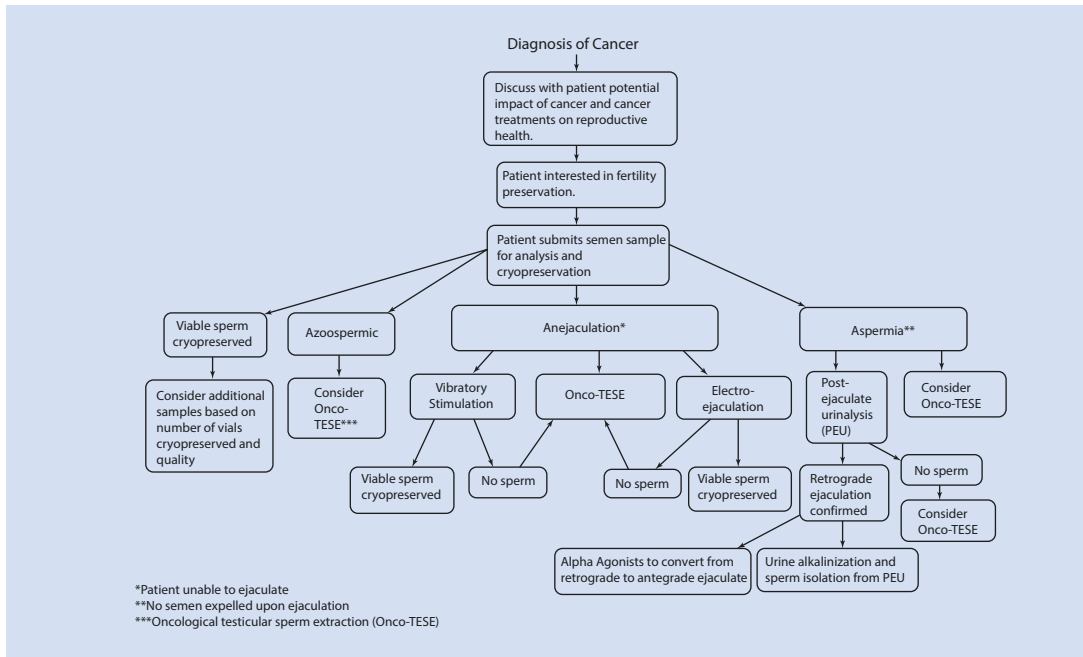 Diagnosis of Cancer
Discuss with patient potential
impact of cancer and cancer
treatments on reproductive
health.
Patient interested in fertility
preservation.
Patient submits semen sample
for analysis and
cryopreservation
Viable sperm
cryopreserved
Azoospermic
Anejaculation*
Aspermia**
Consider additional
samples based on
number of vials
cryopreserved and
quality
Consider
Onco-
TESE***
Vibratory
Stimulation
Onco-TESE
Electro-
ejaculation
Post-
ejaculate
urinalysis
(PEU)
Consider
Onco-TESE
Viable sperm
cryopreserved
No sperm
No sperm
Viable sperm
cryopreserved
Retrograde
ejaculation
confirmed
No sperm
Consider
Onco-TESE
Alpha Agonists to convert from
retrograde to antegrade ejaculate
Urine alkalinization and
sperm isolation from PEU
*Patient unable to ejaculate
**No semen expelled upon ejaculation
***Oncological testicular sperm extraction (Onco-TESE)